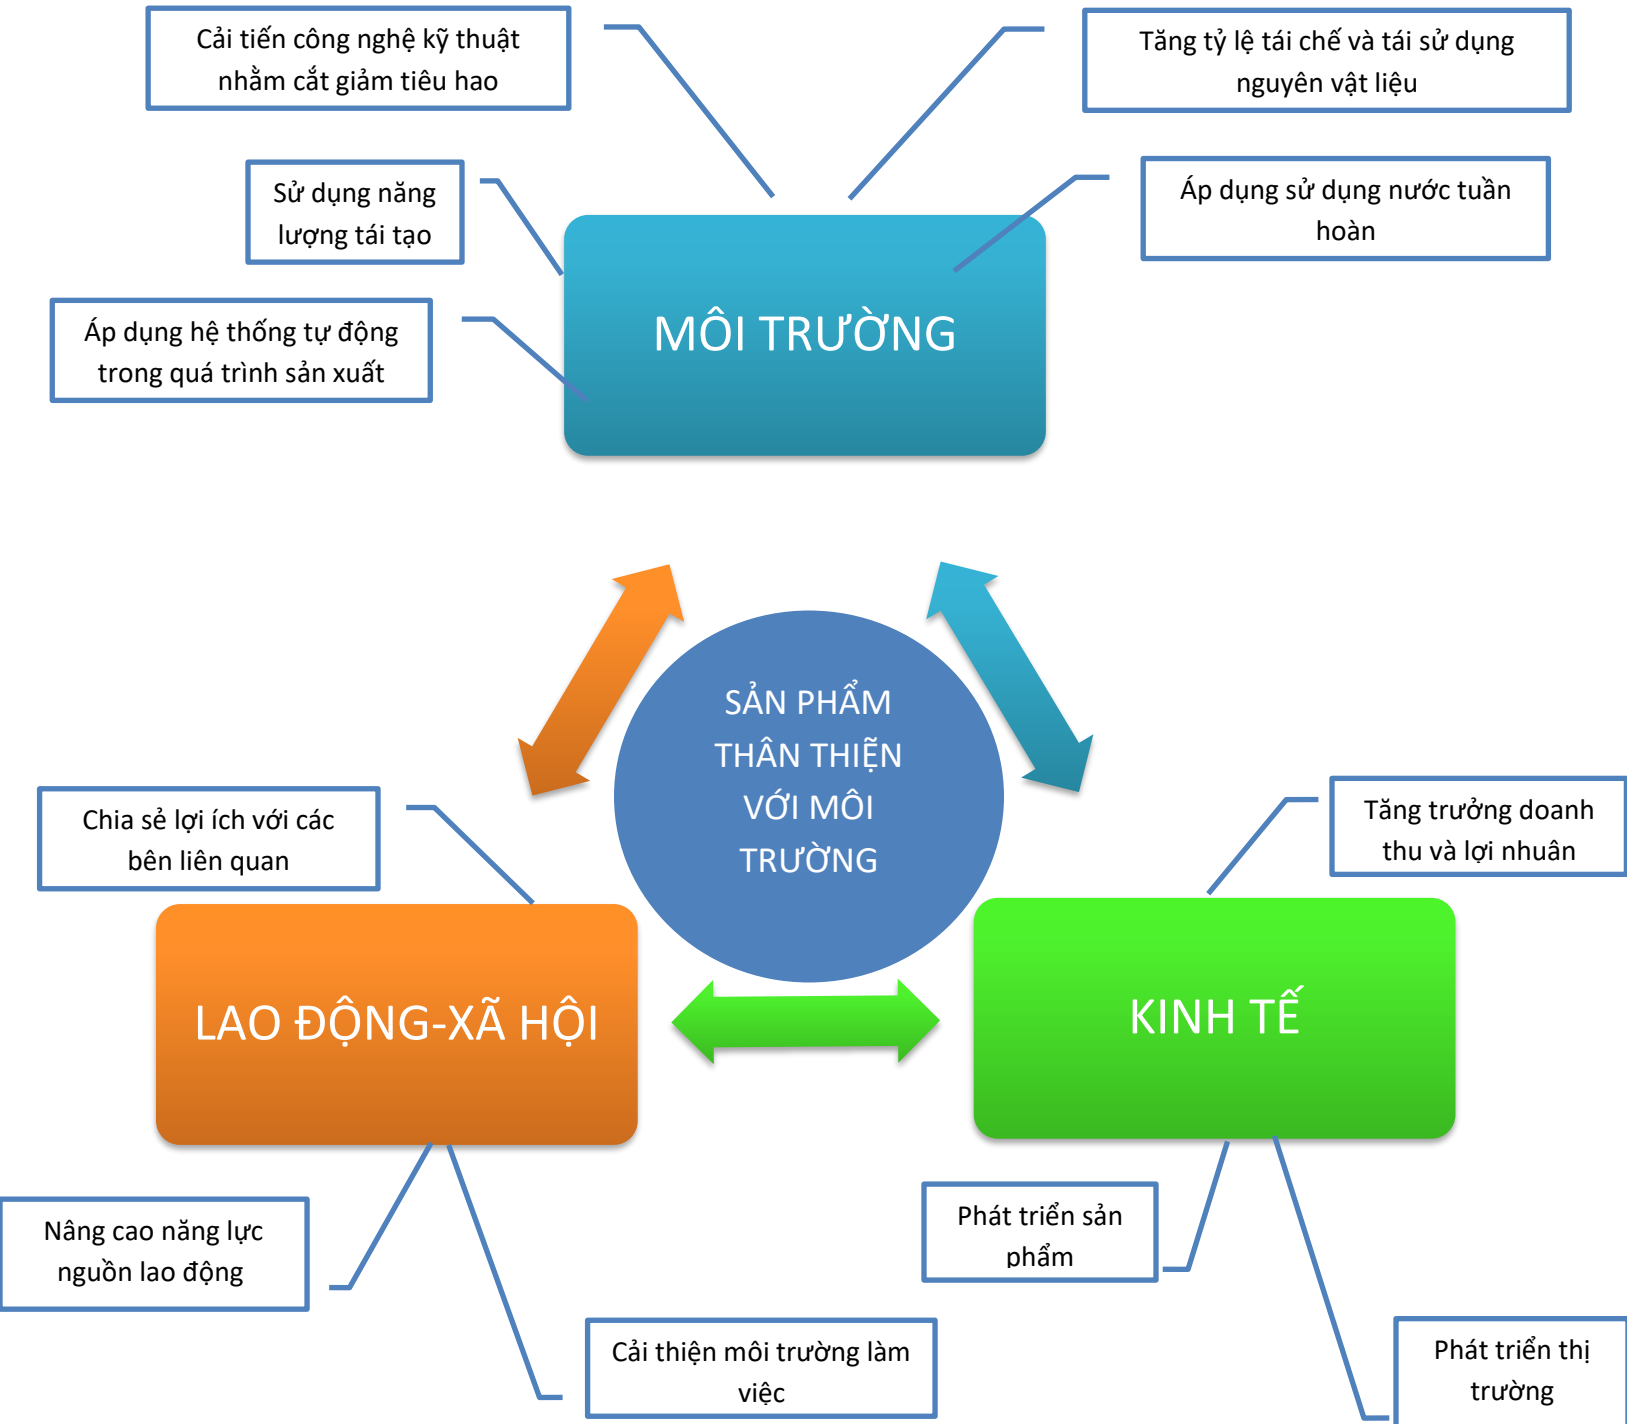 Cải tiến công nghệ kỹ thuật
nhằm cắt giảm tiêu hao
Tăng tỷ lệ tái chế và tái sử dụng
nguyên vật liệu
Sử dụng năng
lượng tái tạo
Áp dụng sử dụng nước tuần
hoàn
Áp dụng hệ thống tự động
trong quá trình sản xuất
MÔI TRƯỜNG
SẢN PHẨM
THÂN THIỆN
VỚI MÔI
TRƯỜNG
Chia sẻ lợi ích với các
bên liên quan
Tăng trưởng doanh
thu và lợi nhuân
LAO ĐỘNG-XÃ HỘI
KINH TẾ
Nâng cao năng lực
nguồn lao động
Phát triển sản
phẩm
Cải thiện môi trường làm
việc
Phát triển thị
trường